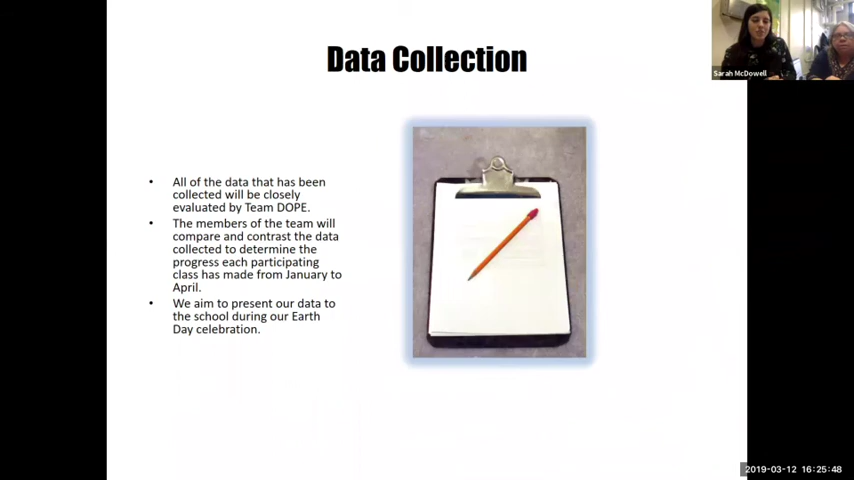 Data Collection
Sarah McDowell
• All of the data that has been
collected will be closely
evaluated by Team DOPE.
• The members of the team will
compare and contrast the data
collected to determine the
progress each participating
class has made from January to
April.
• We aim to present our data to
the school during our Earth
Day celebration.
2019-03-12 16:25:48